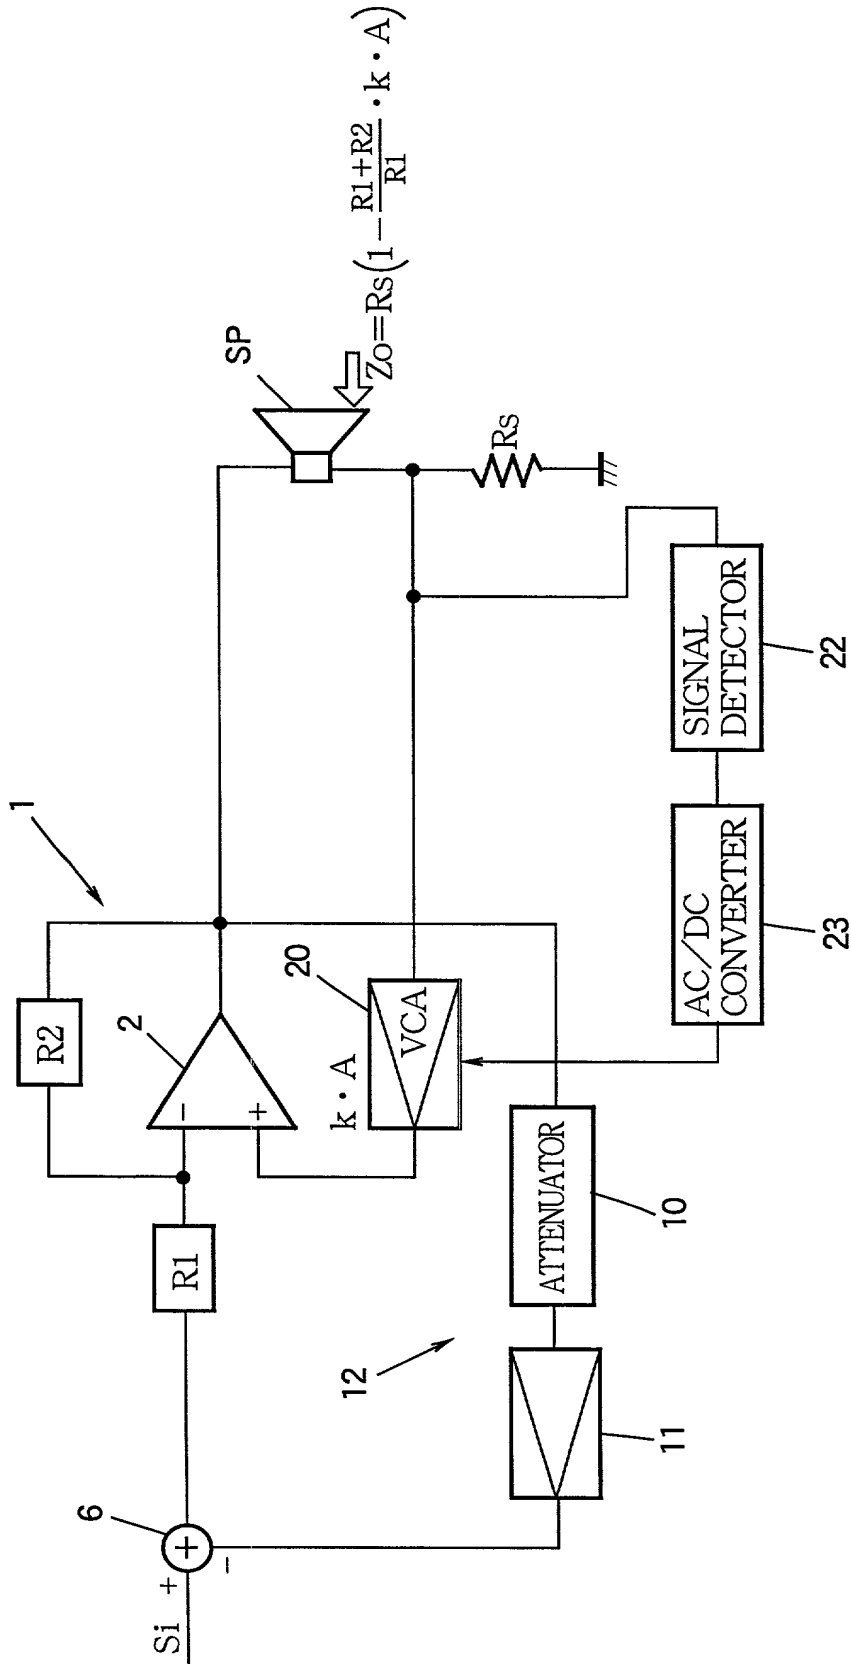 1
R2
2
Si
+
6
+
-
R1
-
+
k·A
20
VCA
SP
Zo=Rs(1-(R1+R2)/R1·k·A)
Rs
12
11
ATTENUATOR
10
AC/DC
CONVERTER
23
SIGNAL
DETECTOR
22